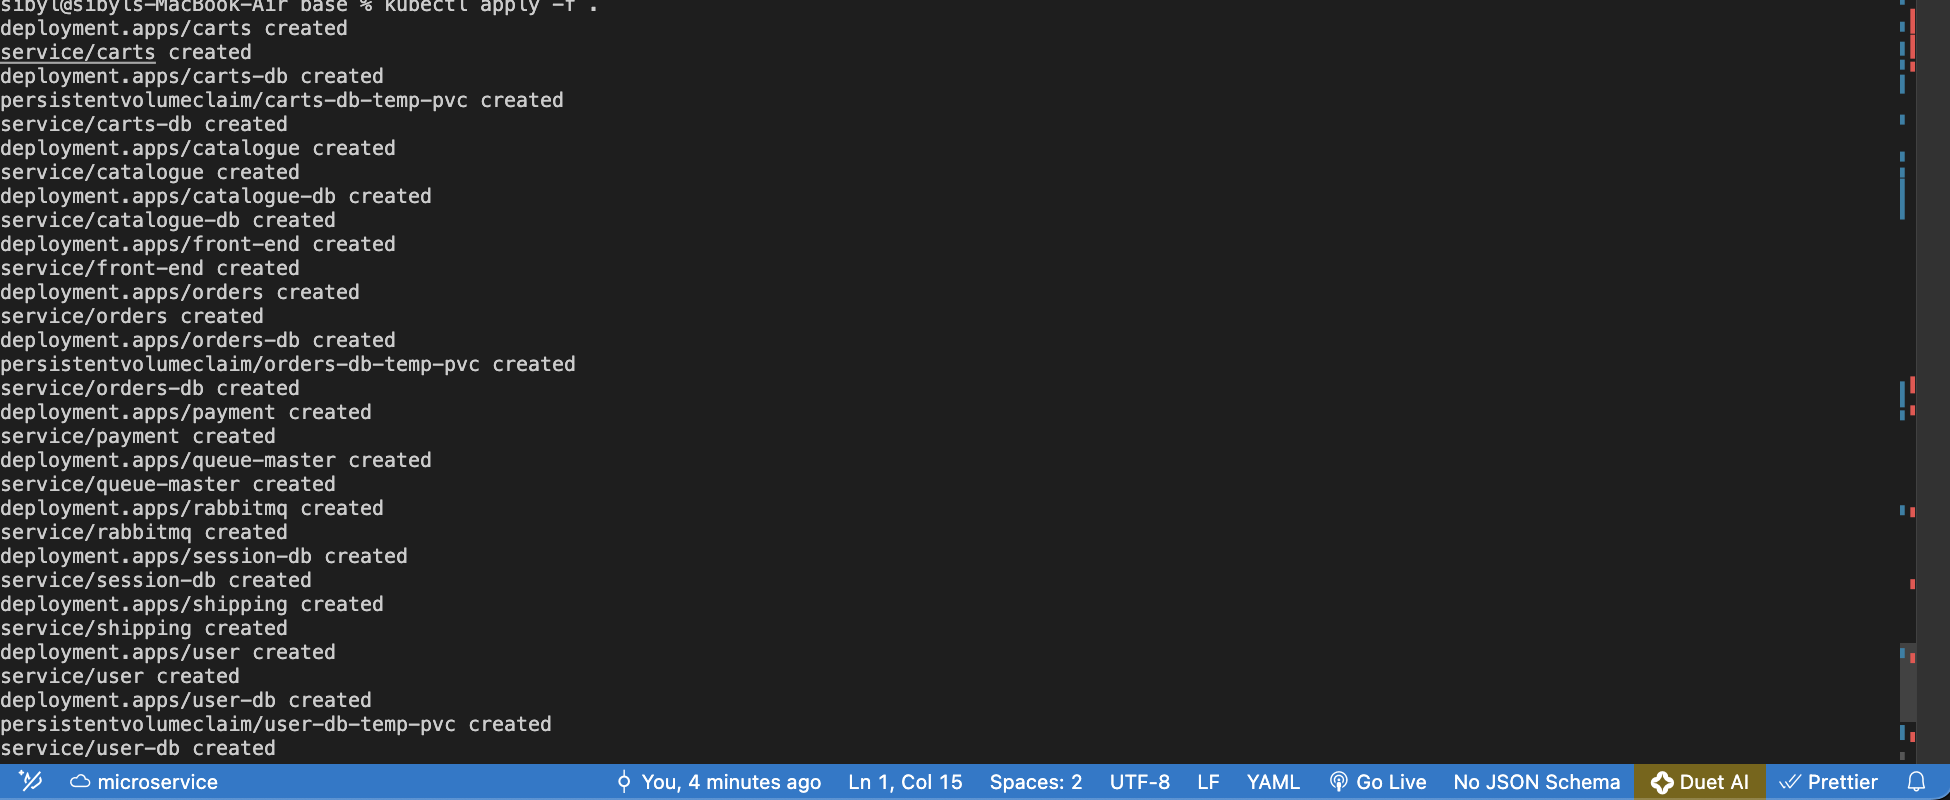 sibyl@sibyls-MacBook-Air base % kubectl apply -f .
deployment.apps/carts created
service/carts created
deployment.apps/carts-db created
persistentvolumeclaim/carts-db-temp-pvc created
service/carts-db created
deployment.apps/catalogue created
service/catalogue created
deployment.apps/catalogue-db created
service/catalogue-db created
deployment.apps/front-end created
service/front-end created
deployment.apps/orders created
service/orders created
deployment.apps/orders-db created
persistentvolumeclaim/orders-db-temp-pvc created
service/orders-db created
deployment.apps/payment created
service/payment created
deployment.apps/queue-master created
service/queue-master created
deployment.apps/rabbitmq created
service/rabbitmq created
deployment.apps/session-db created
service/session-db created
deployment.apps/shipping created
service/shipping created
deployment.apps/user created
service/user created
deployment.apps/user-db created
persistentvolumeclaim/user-db-temp-pvc created
service/user-db created
microservice You, 4 minutes ago Ln 1, Col 15 Spaces: 2 UTF-8 LF YAML Go Live No JSON Schema Duet AI Prettier